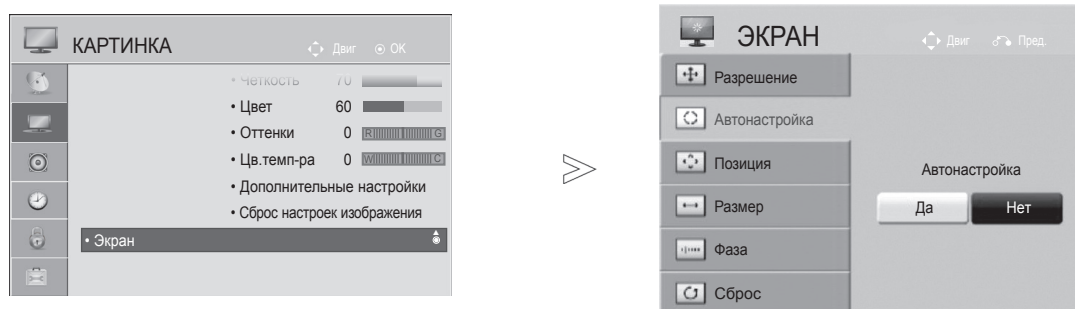 КАРТИНКА
Двиг
OK
• Четкость 70
• Цвет 60
• Оттенки 0 R G
• Цв.темп-ра 0 W C
• Дополнительные настройки
• Сброс настроек изображения
• Экран
ЭКРАН
Двиг
Пред.
Разрешение
Автонастройка
Позиция
Размер
Фаза
Сброс
Автонастройка
Да
Нет